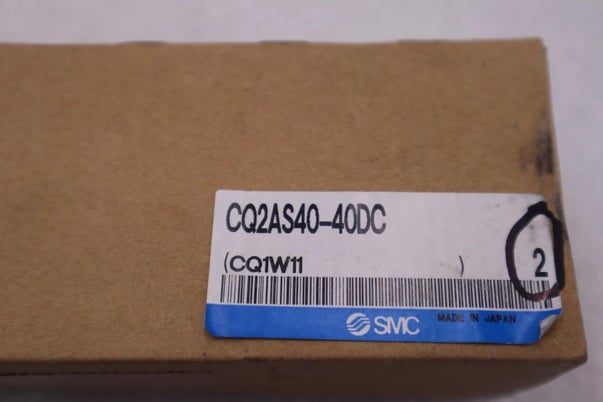 CQ2AS40-40DC
(CQ1W11 )
2
SMC MADE IN JAPAN